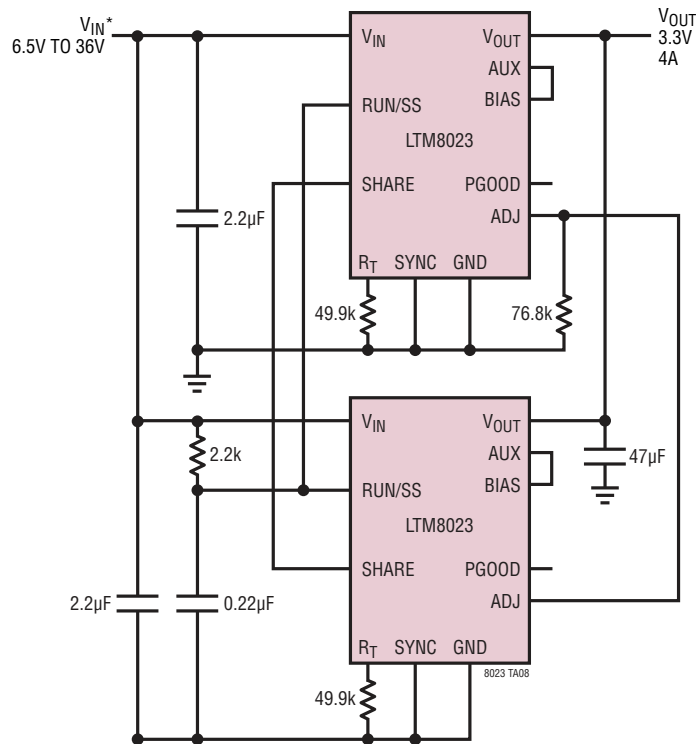 VIN*
6.5V TO 36V
VOUT
3.3V
4A
VIN
VOUT
AUX
BIAS
RUN/SS
LTM8023
SHARE
PGOOD
ADJ
RT
SYNC
GND
2.2µF
49.9k
76.8k
VIN
VOUT
AUX
BIAS
2.2k
47µF
RUN/SS
LTM8023
SHARE
PGOOD
ADJ
2.2µF
0.22µF
RT
SYNC
GND
8023 TA08
49.9k